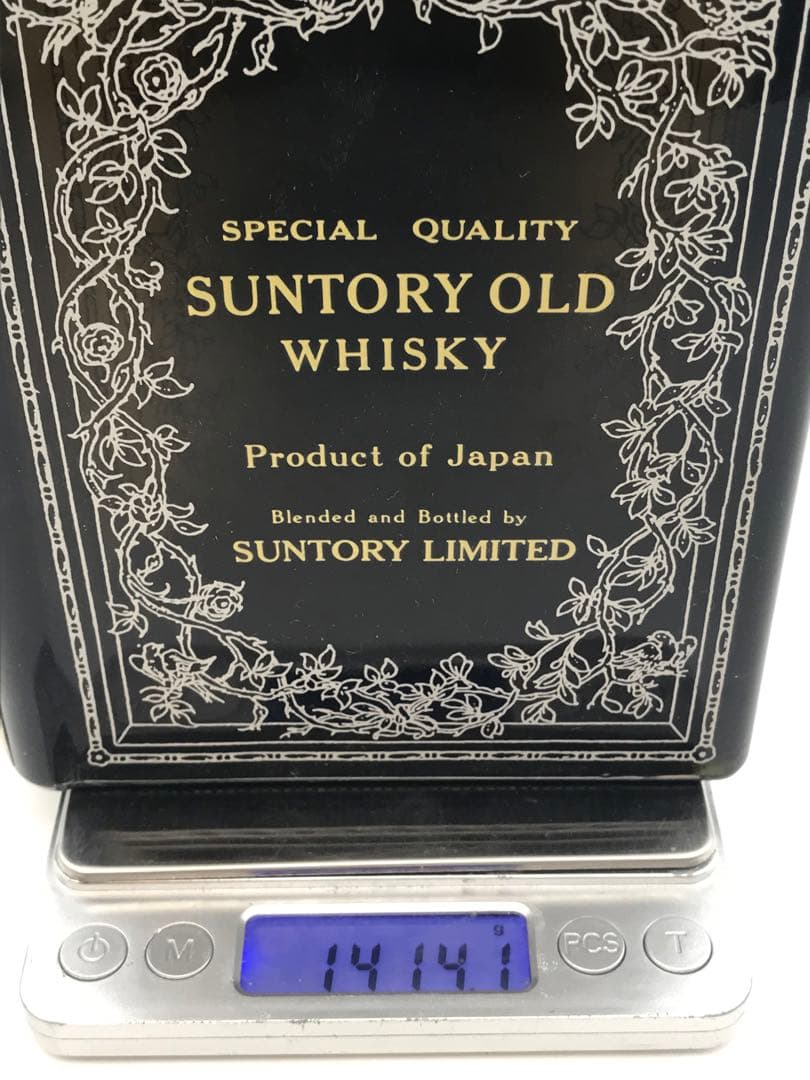 SPECIAL QUALITY
SUNTORY OLD
WHISKY
Product of Japan
Blended and Bottled by
SUNTORY LIMITED
g
1414.1
M
PCS
T